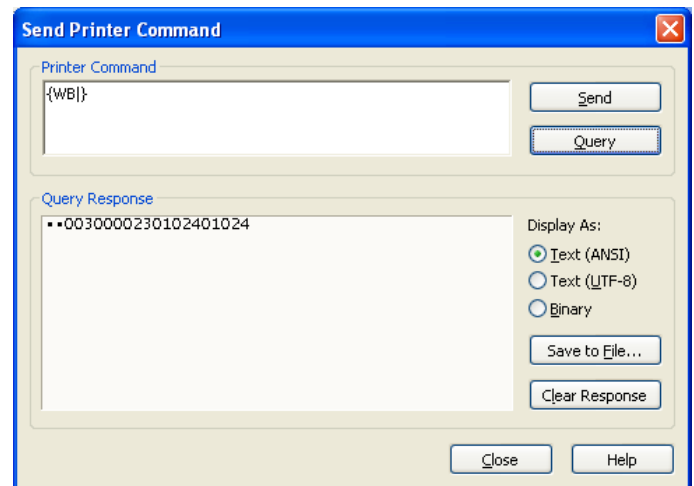 Send Printer Command
Printer Command
{WB|}
Send
Query
Query Response
▪▪0030000230102401024
Display As:
Text (ANSI)
Text (UTF-8)
Binary
Save to File...
Clear Response
Close
Help